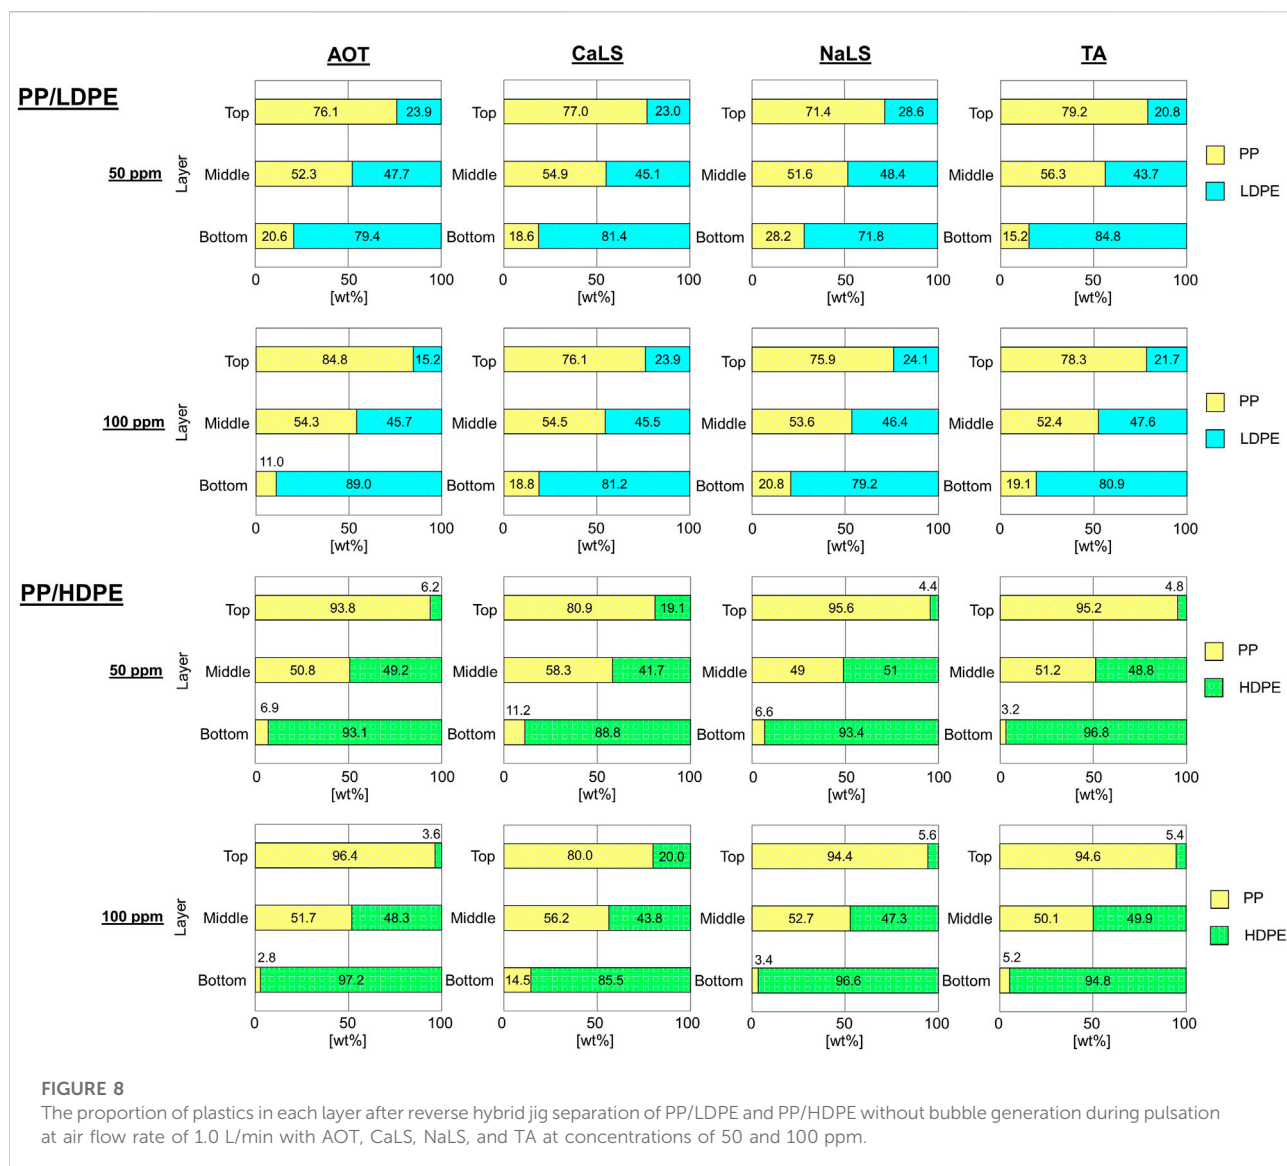 AOT CaLS NaLS TA
PP/LDPE
50 ppm
Layer
Top 76.1 23.9 Top 77.0 23.0 Top 71.4 28.6 Top 79.2 20.8
Middle 52.3 47.7 Middle 54.9 45.1 Middle 51.6 48.4 Middle 56.3 43.7
Bottom 20.6 79.4 Bottom 18.6 81.4 Bottom 28.2 71.8 Bottom 15.2 84.8
0 50 100 0 50 100 0 50 100 0 50 100
[wt%] [wt%] [wt%] [wt%]
PP
LDPE
100 ppm
Layer
Top 84.8 15.2 Top 76.1 23.9 Top 75.9 24.1 Top 78.3 21.7
Middle 54.3 45.7 Middle 54.5 45.5 Middle 53.6 46.4 Middle 52.4 47.6
11.0
Bottom 89.0 Bottom 18.8 81.2 Bottom 20.8 79.2 Bottom 19.1 80.9
0 50 100 0 50 100 0 50 100 0 50 100
[wt%] [wt%] [wt%] [wt%]
PP
LDPE
PP/HDPE
50 ppm
Layer
6.2 4.4 4.8
Top 93.8 Top 80.9 19.1 Top 95.6 Top 95.2
Middle 50.8 49.2 Middle 58.3 41.7 Middle 49 51 Middle 51.2 48.8
6.9 11.2 6.6 3.2
Bottom 93.1 Bottom 88.8 Bottom 93.4 Bottom 96.8
0 50 100 0 50 100 0 50 100 0 50 100
[wt%] [wt%] [wt%] [wt%]
PP
HDPE
100 ppm
Layer
3.6 5.6 5.4
Top 96.4 Top 80.0 20.0 Top 94.4 Top 94.6
Middle 51.7 48.3 Middle 56.2 43.8 Middle 52.7 47.3 Middle 50.1 49.9
2.8 3.4 5.2
Bottom 97.2 Bottom 14.5 85.5 Bottom 96.6 Bottom 94.8
0 50 100 0 50 100 0 50 100 0 50 100
[wt%] [wt%] [wt%] [wt%]
PP
HDPE
FIGURE 8
The proportion of plastics in each layer after reverse hybrid jig separation of PP/LDPE and PP/HDPE without bubble generation during pulsation
at air flow rate of 1.0 L/min with AOT, CaLS, NaLS, and TA at concentrations of 50 and 100 ppm.